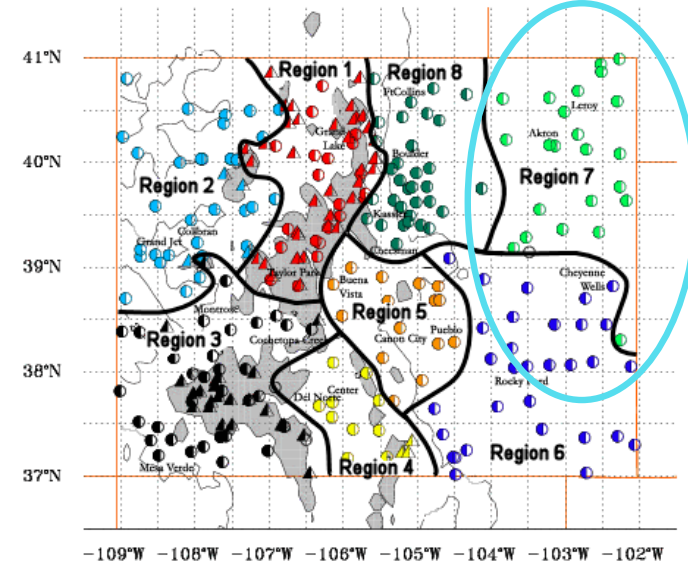 41°N
Region 1
Region 8
FtCollins
Leroy
Grand
Lake
Akron
40°N
Boulder
Region 2
Region 7
Kassler
Collbran
Grand Jct
Cheesman
39°N
Taylor Park
Buena
Vista
Cheyenne
Wells
Montrose
Region 5
Region 3
Cochetopa Creek
Pueblo
Canon City
38°N
Rocky Ford
Center
Del Norte
Region 6
Mesa Verde
Region 4
37°N
-109°W -108°W -107°W -106°W -105°W -104°W -103°W -102°W